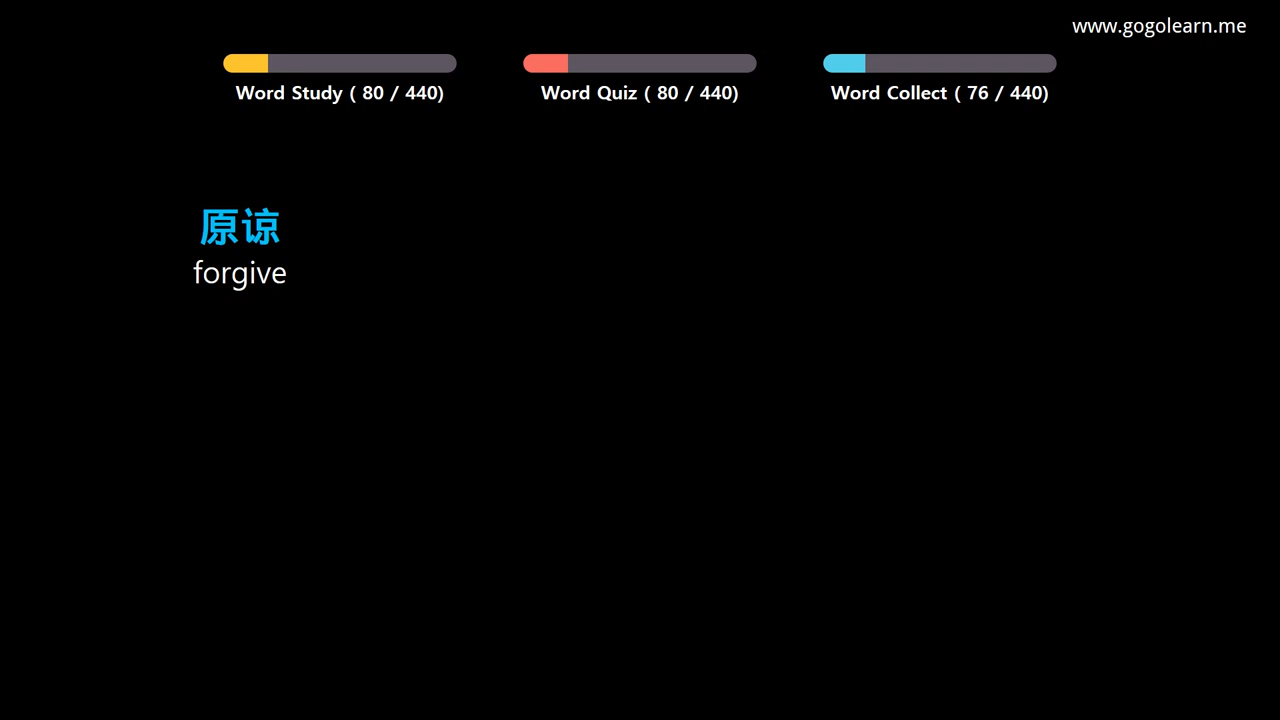 www.gogolearn.me
Word Study ( 80 / 440)
Word Quiz ( 80 / 440)
Word Collect ( 76 / 440)
原谅
forgive